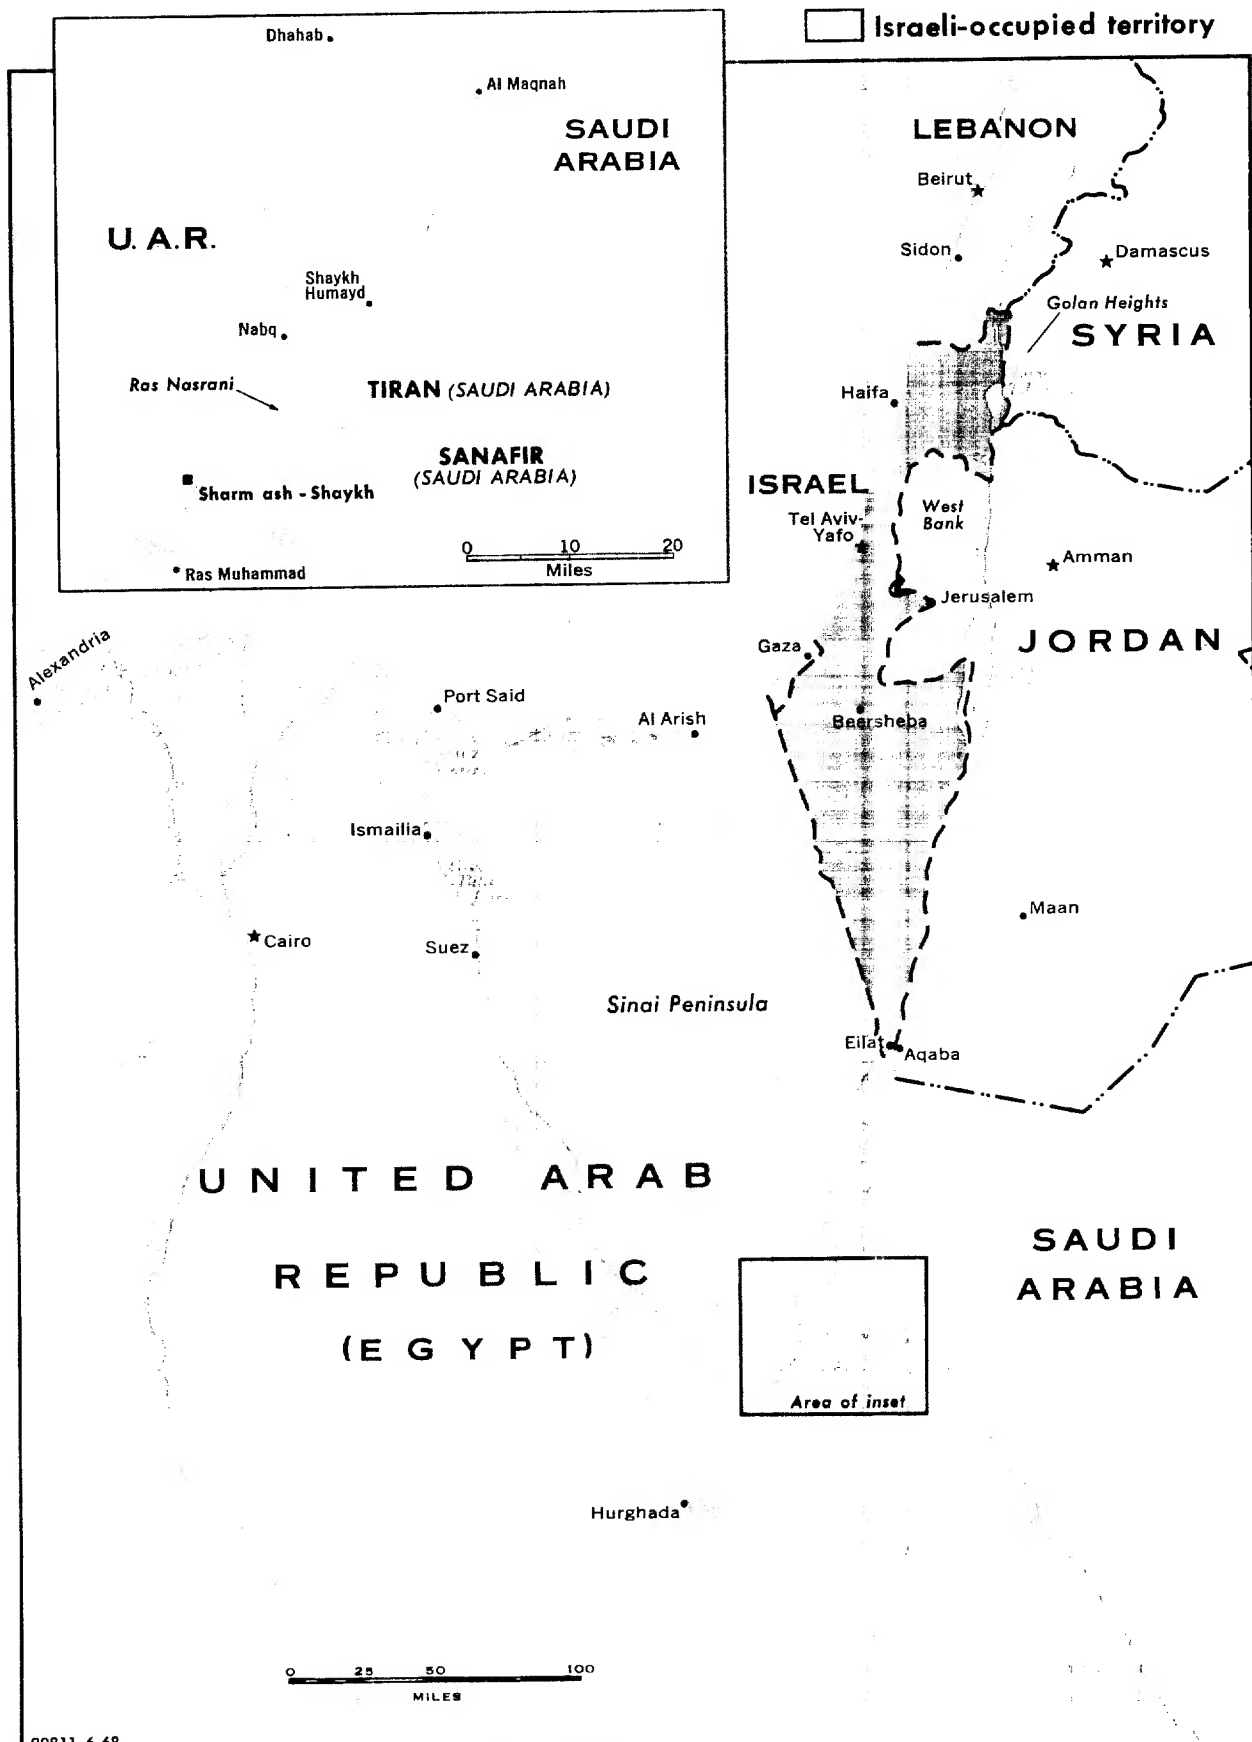 Israeli-occupied territory
Dhahab
Al Maqnah
SAUDI
ARABIA
U.A.R.
Shaykh
Humayd
Nabq
Ras Nasrani
TIRAN (SAUDI ARABIA)
SANAFIR
(SAUDI ARABIA)
Sharm ash-Shaykh
0 10 20
Miles
Ras Muhammad
LEBANON
Beirut
Sidon
Damascus
Golan Heights
SYRIA
Haifa
ISRAEL
West
Bank
Tel Aviv-
Yafo
Amman
Jerusalem
JORDAN
Gaza
Alexandria
Port Said
Al Arish
Beersheba
Ismailia
Maan
Cairo
Suez
Sinai Peninsula
Eilat
Aqaba
UNITED ARAB
REPUBLIC
(EGYPT)
SAUDI
ARABIA
Area of inset
Hurghada
0 25 50 100
MILES